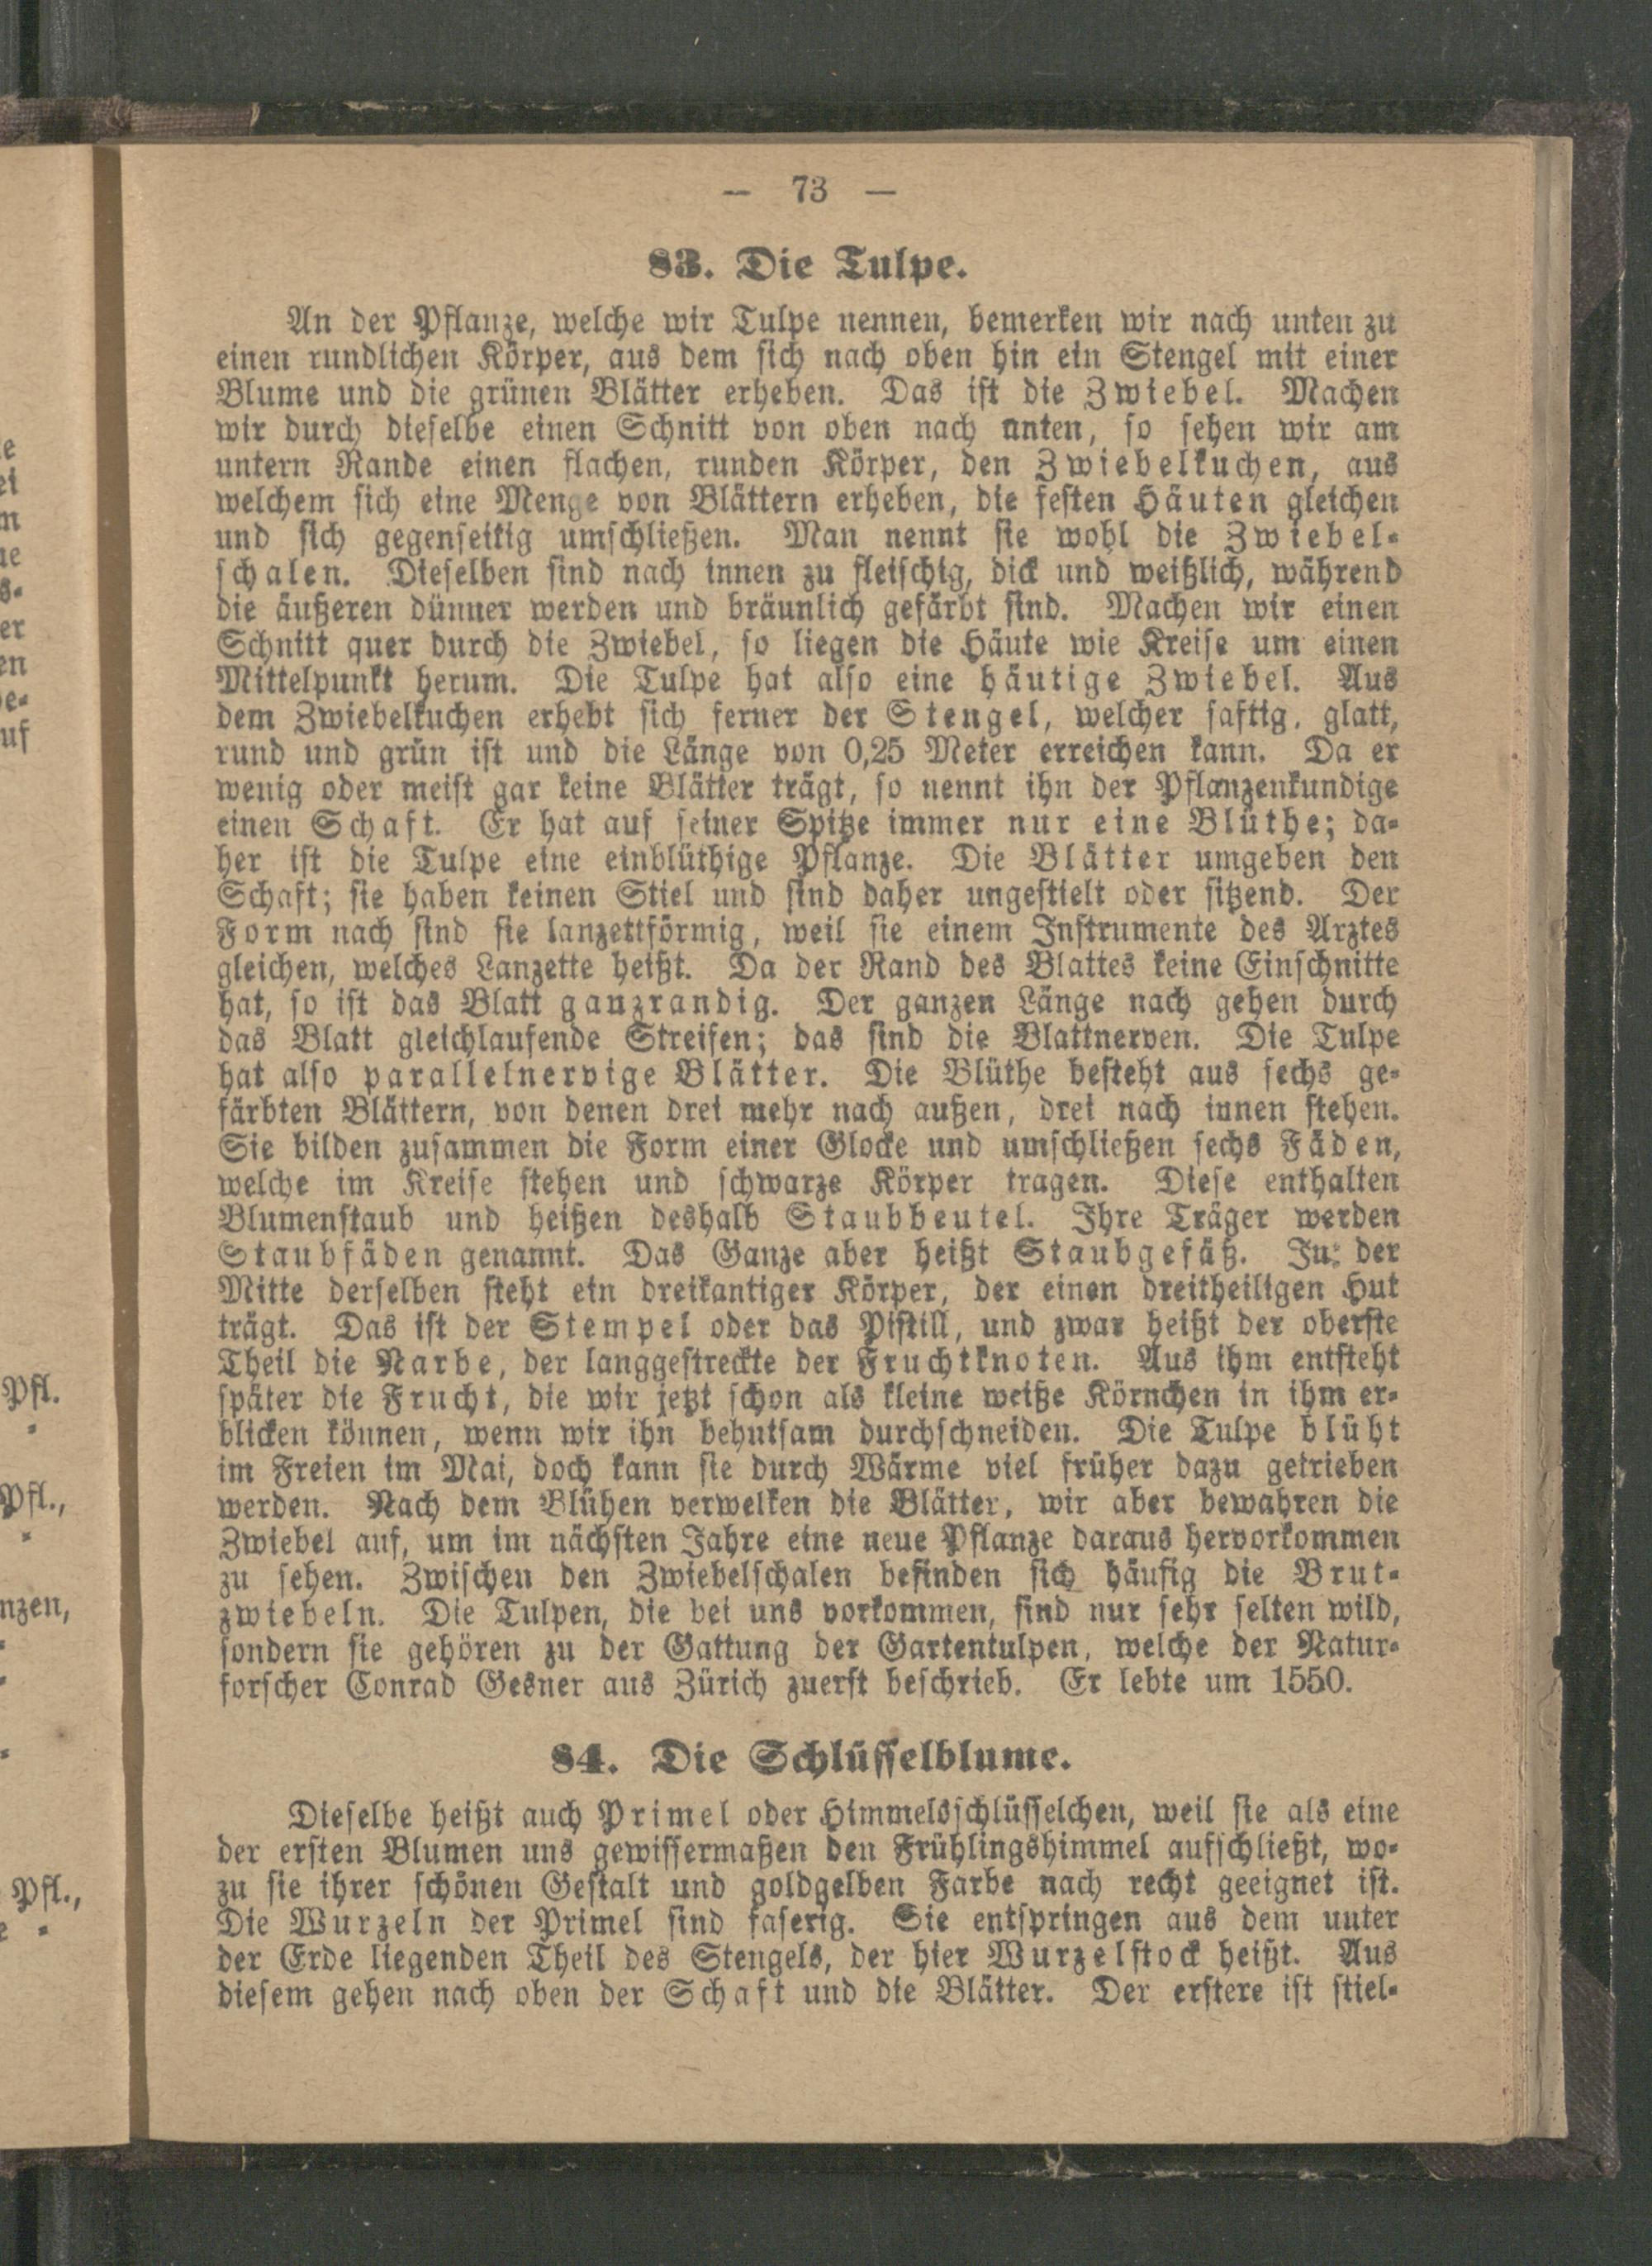 — 73 —
83. Die Tulpe.
An der Pflanze, welche wir Tulpe nennen, bemerken wir nach unten zu
einen rundlichen Körper, aus dem sich nach oben hin ein Stengel mit einer
Blume und die grünen Blätter erheben. Das ist die Zwiebel. Machen
wir durch dieselbe einen Schnitt von oben nach unten, so sehen wir am
untern Rande einen flachen, runden Körper, den Zwiebelkuchen, aus
welchem sich eine Menge von Blättern erheben, die festen Häuten gleichen
und sich gegenseitig umschließen. Man nennt sie wohl die Zwiebel-
schalen. Dieselben sind nach innen zu fleischig, dick und weißlich, während
die äußeren dünner werden und bräunlich gefärbt sind. Machen wir einen
Schnitt quer durch die Zwiebel, so liegen die Häute wie Kreise um einen
Mittelpunkt herum. Die Tulpe hat also eine häutige Zwiebel. Aus
dem Zwiebelkuchen erhebt sich ferner der Stengel, welcher saftig, glatt,
rund und grün ist und die Länge von 0,25 Meter erreichen kann. Da er
wenig oder meist gar keine Blätter trägt, so nennt ihn der Pflanzenkundige
einen Schaft. Er hat auf seiner Spitze immer nur eine Blüthe; da-
her ist die Tulpe eine einblüthige Pflanze. Die Blätter umgeben den
Schaft; sie haben keinen Stiel und sind daher ungestielt oder sitzend. Der
Form nach sind sie lanzettförmig, weil sie einem Instrumente des Arztes
gleichen, welches Lanzette heißt. Da der Rand des Blattes keine Einschnitte
hat, so ist das Blatt ganzrandig. Der ganzen Länge nach gehen durch
das Blatt gleichlaufende Streifen; das sind die Blattnerven. Die Tulpe
hat also parallelnervige Blätter. Die Blüthe besteht aus sechs ge-
färbten Blättern, von denen drei mehr nach außen, drei nach innen stehen.
Sie bilden zusammen die Form einer Glocke und umschließen sechs Fäden,
welche im Kreise stehen und schwarze Körper tragen. Diese enthalten
Blumenstaub und heißen deshalb Staubbeutel. Ihre Träger werden
Staubfäden genannt. Das Ganze aber heißt Staubgefäß. In der
Mitte derselben steht ein dreikantiger Körper, der einen dreitheiligen Hut
trägt. Das ist der Stempel oder das Pistill, und zwar heißt der oberste
Theil die Narbe, der langgestreckte der Fruchtknoten. Aus ihm entsteht
später die Frucht, die wir jetzt schon als kleine weiße Körnchen in ihm er-
blicken können, wenn wir ihn behutsam durchschneiden. Die Tulpe blüht
im Freien im Mai, doch kann sie durch Wärme viel früher dazu getrieben
werden. Nach dem Blühen verwelken die Blätter, wir aber bewahren die
Zwiebel auf, um im nächsten Jahre eine neue Pflanze daraus hervorkommen
zu sehen. Zwischen den Zwiebelschalen befinden sich häufig die Brut-
zwiebeln. Die Tulpen, die bei uns vorkommen, sind nur sehr selten wild,
sondern sie gehören zu der Gattung der Gartentulpen, welche der Natur-
forscher Conrad Gesner aus Zürich zuerst beschrieb. Er lebte um 1550.
84. Die Schlüsselblume.
Dieselbe heißt auch Primel oder Himmelsschlüsselchen, weil sie als eine
der ersten Blumen uns gewissermaßen den Frühlingshimmel aufschließt, wo-
zu sie ihrer schönen Gestalt und goldgelben Farbe nach recht geeignet ist.
Die Wurzeln der Primel sind faserig. Sie entspringen aus dem unter
der Erde liegenden Theil des Stengels, der hier Wurzelstock heißt. Aus
diesem gehen nach oben der Schaft und die Blätter. Der erstere ist stiel-